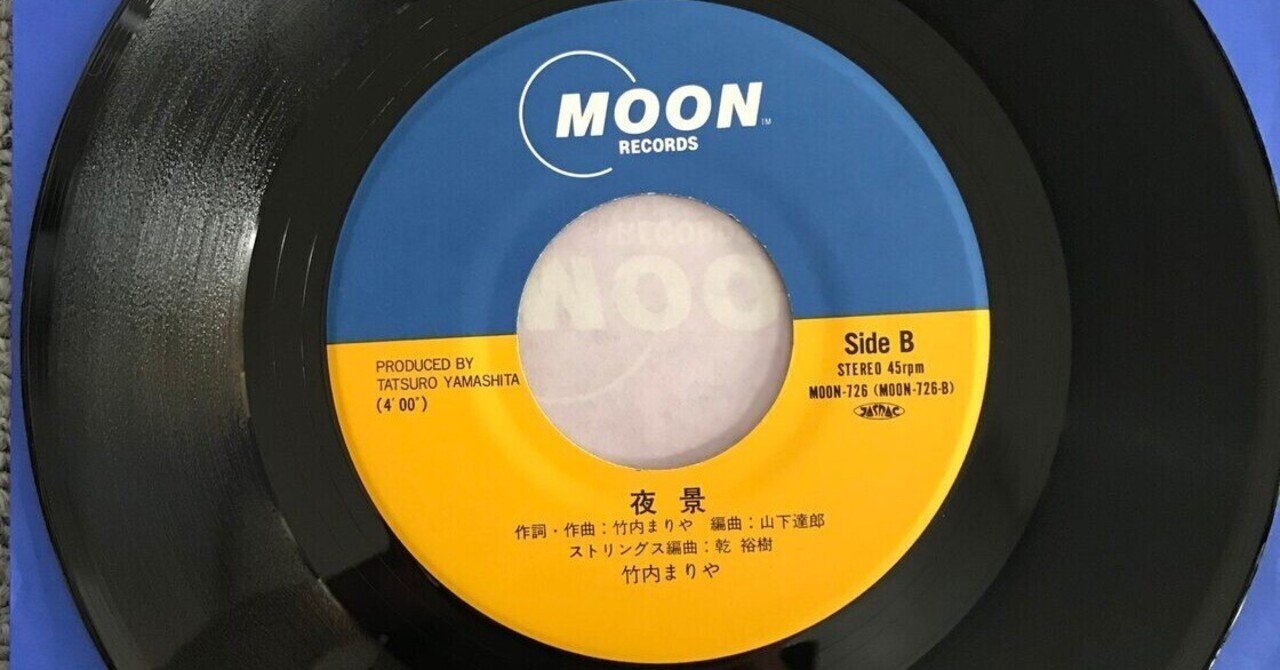 MOON™
RECORDS
PRODUCED BY
TATSURO YAMASHITA
(4'00")
Side B
STEREO 45rpm
MOON-726 (MOON-726-B)
JASRAC
夜 景
作詞・作曲：竹内まりや 編曲：山下達郎
ストリングス編曲：乾 裕樹
竹内まりや